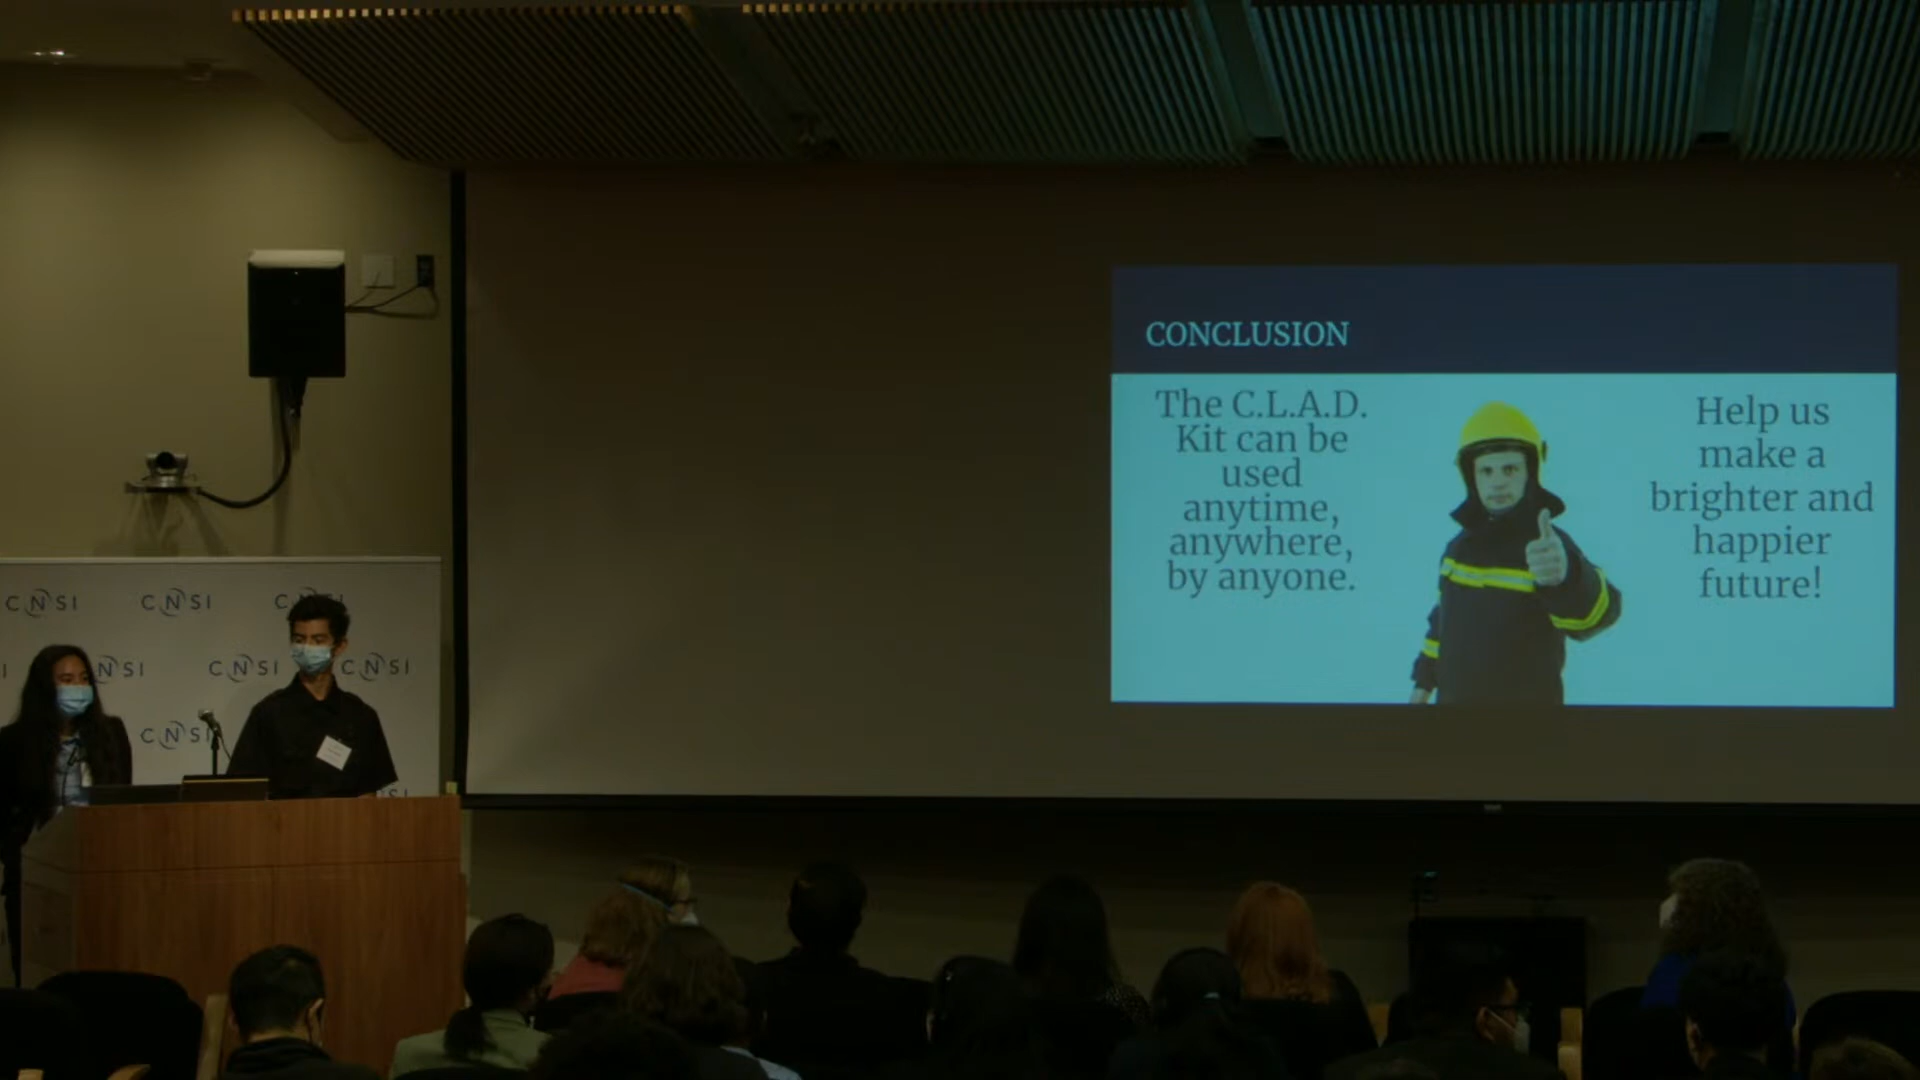 CONCLUSION
The C.L.A.D.
Kit can be
used
anytime,
anywhere,
by anyone.
Help us
make a
brighter and
happier
future!
CNSI
CNSI
CNSI
CNSI
CNSI